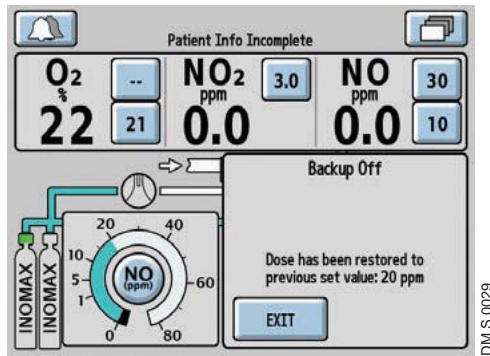 Patient Info Incomplete
O2
%
22
--
21
NO2
ppm
0.0
3.0
NO
ppm
0.0
30
10
Backup Off
Dose has been restored to
previous set value: 20 ppm
EXIT
INOMAX
INOMAX
NO
(ppm)
0
1
5
10
20
40
60
80
DM S 0029